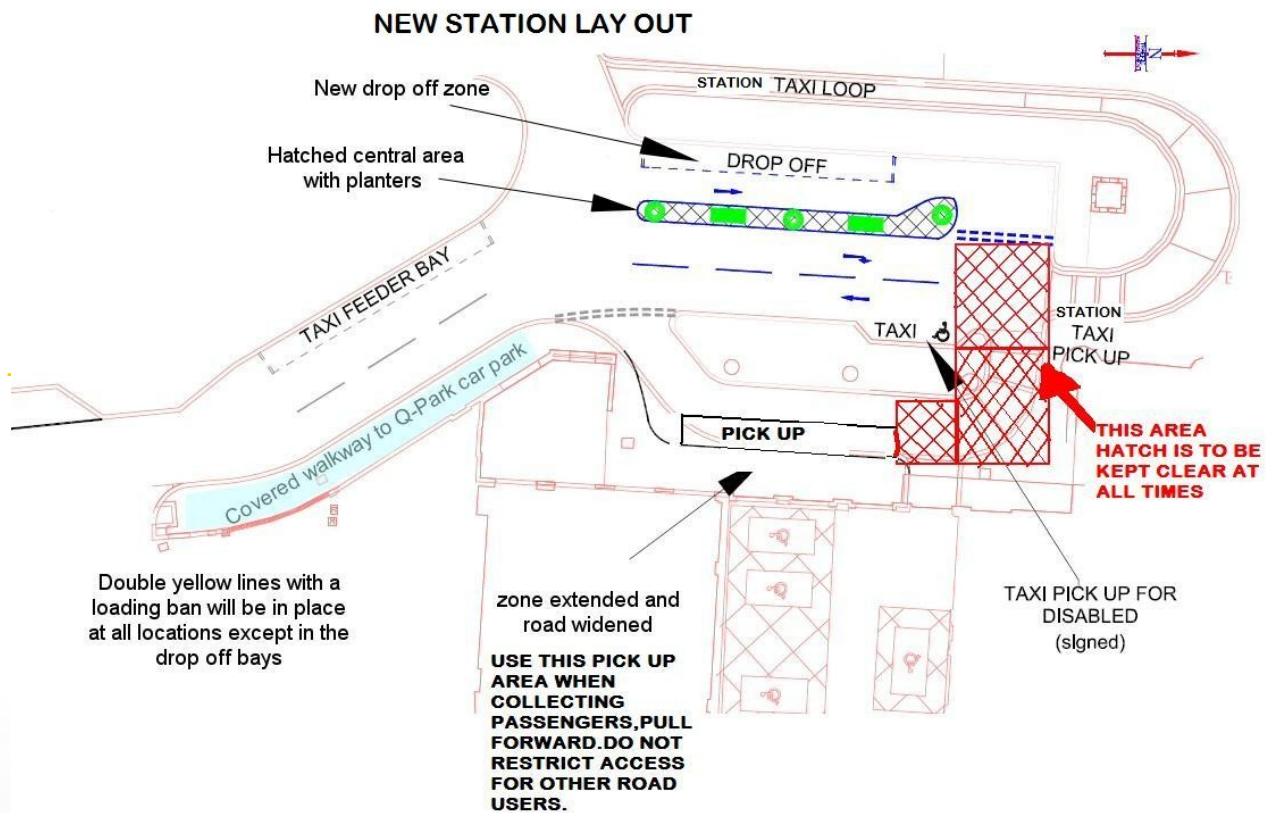 NEW STATION LAY OUT
N
New drop off zone
STATION TAXI LOOP
Hatched central area
with planters
DROP OFF
TAXI FEEDER BAY
TAXI
STATION
TAXI
PICK UP
Covered walkway to Q-Park car park
PICK UP
THIS AREA
HATCH IS TO BE
KEPT CLEAR AT
ALL TIMES
Double yellow lines with a
loading ban will be in place
at all locations except in the
drop off bays
zone extended and
road widened
USE THIS PICK UP
AREA WHEN
COLLECTING
PASSENGERS,PULL
FORWARD.DO NOT
RESTRICT ACCESS
FOR OTHER ROAD
USERS.
TAXI PICK UP FOR
DISABLED
(signed)